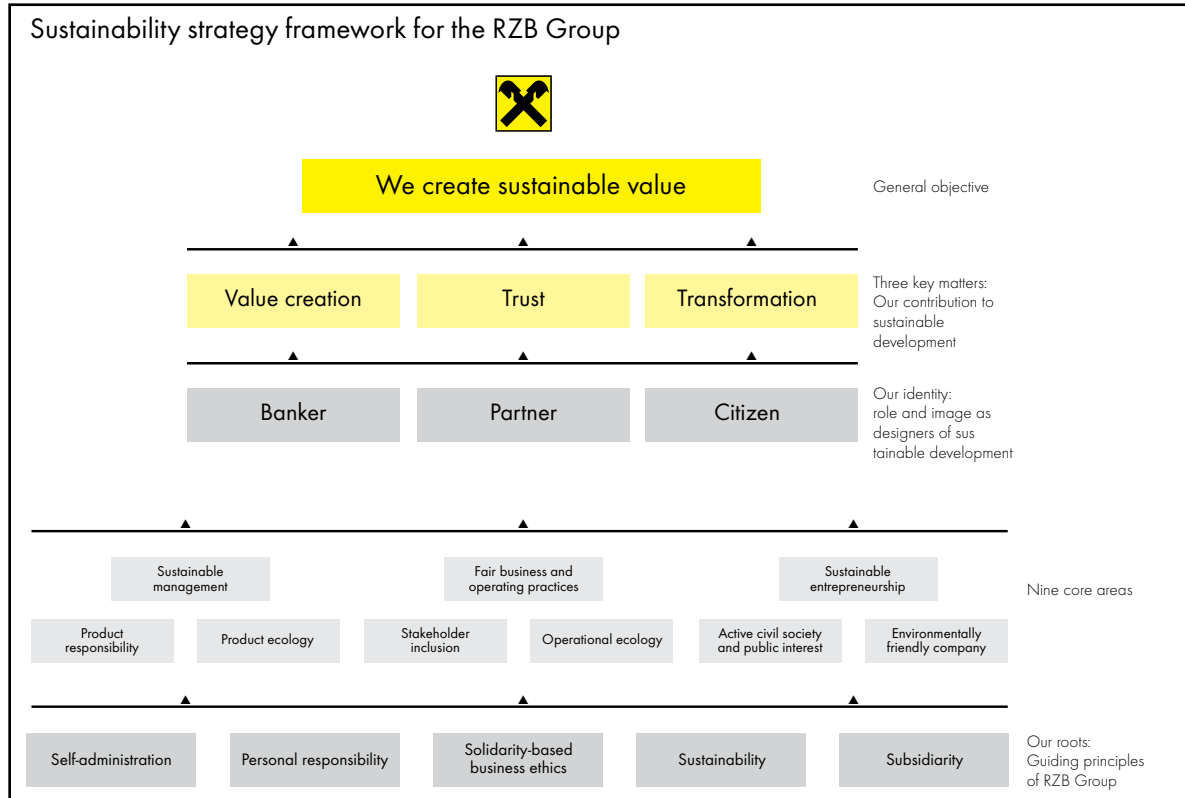 Sustainability strategy framework for the RZB Group
We create sustainable value
General objective
Value creation
Trust
Transformation
Three key matters:
Our contribution to
sustainable
development
Banker
Partner
Citizen
Our identity:
role and image as
designers of sus
tainable development
Sustainable
management
Fair business and
operating practices
Sustainable
entrepreneurship
Nine core areas
Product
responsibility
Product ecology
Stakeholder
inclusion
Operational ecology
Active civil society
and public interest
Environmentally
friendly company
Self-administration
Personal responsibility
Solidarity-based
business ethics
Sustainability
Subsidiarity
Our roots:
Guiding principles
of RZB Group